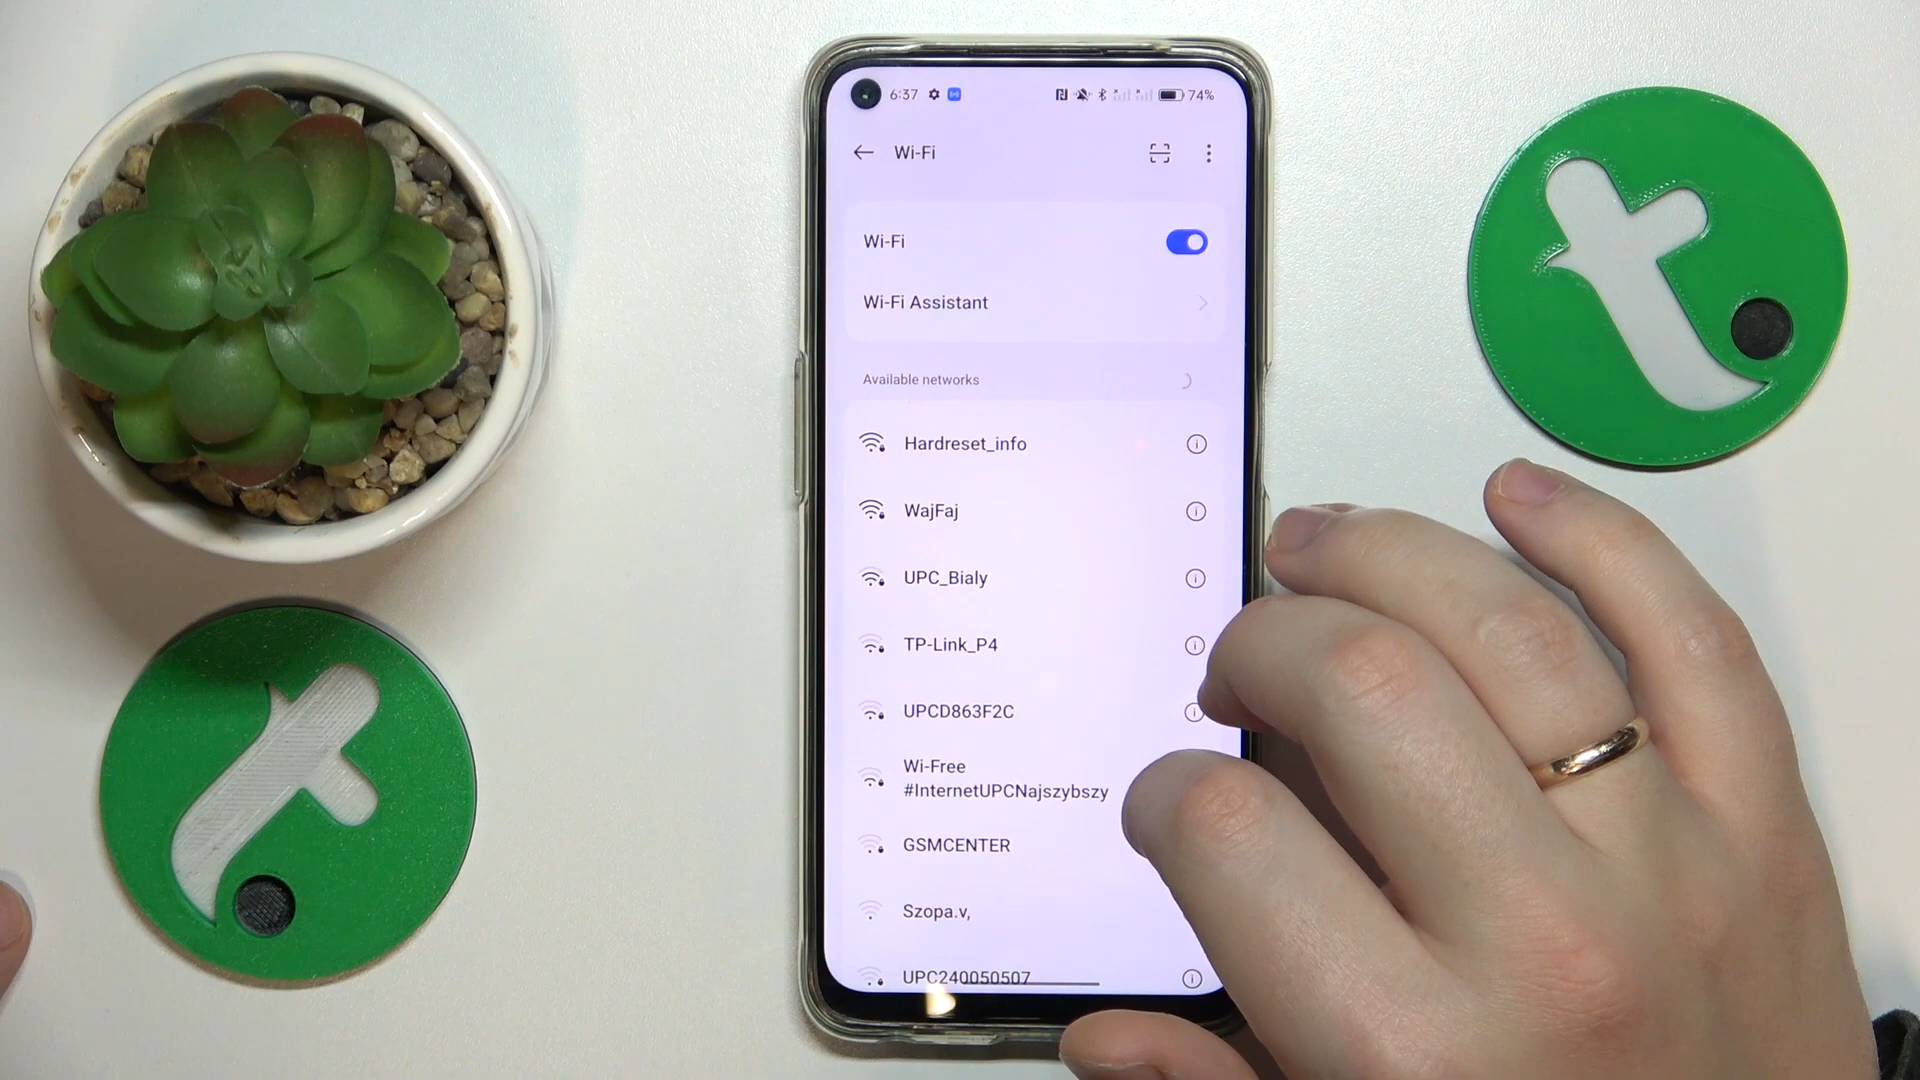 6:37
74%
Wi-Fi
Wi-Fi
Wi-Fi Assistant
Available networks
Hardreset_info
WajFaj
UPC_Bialy
TP-Link_P4
UPCD863F2C
Wi-Free
#InternetUPCNajszybszy
GSMCENTER
Szopa.v,
UPC240050507